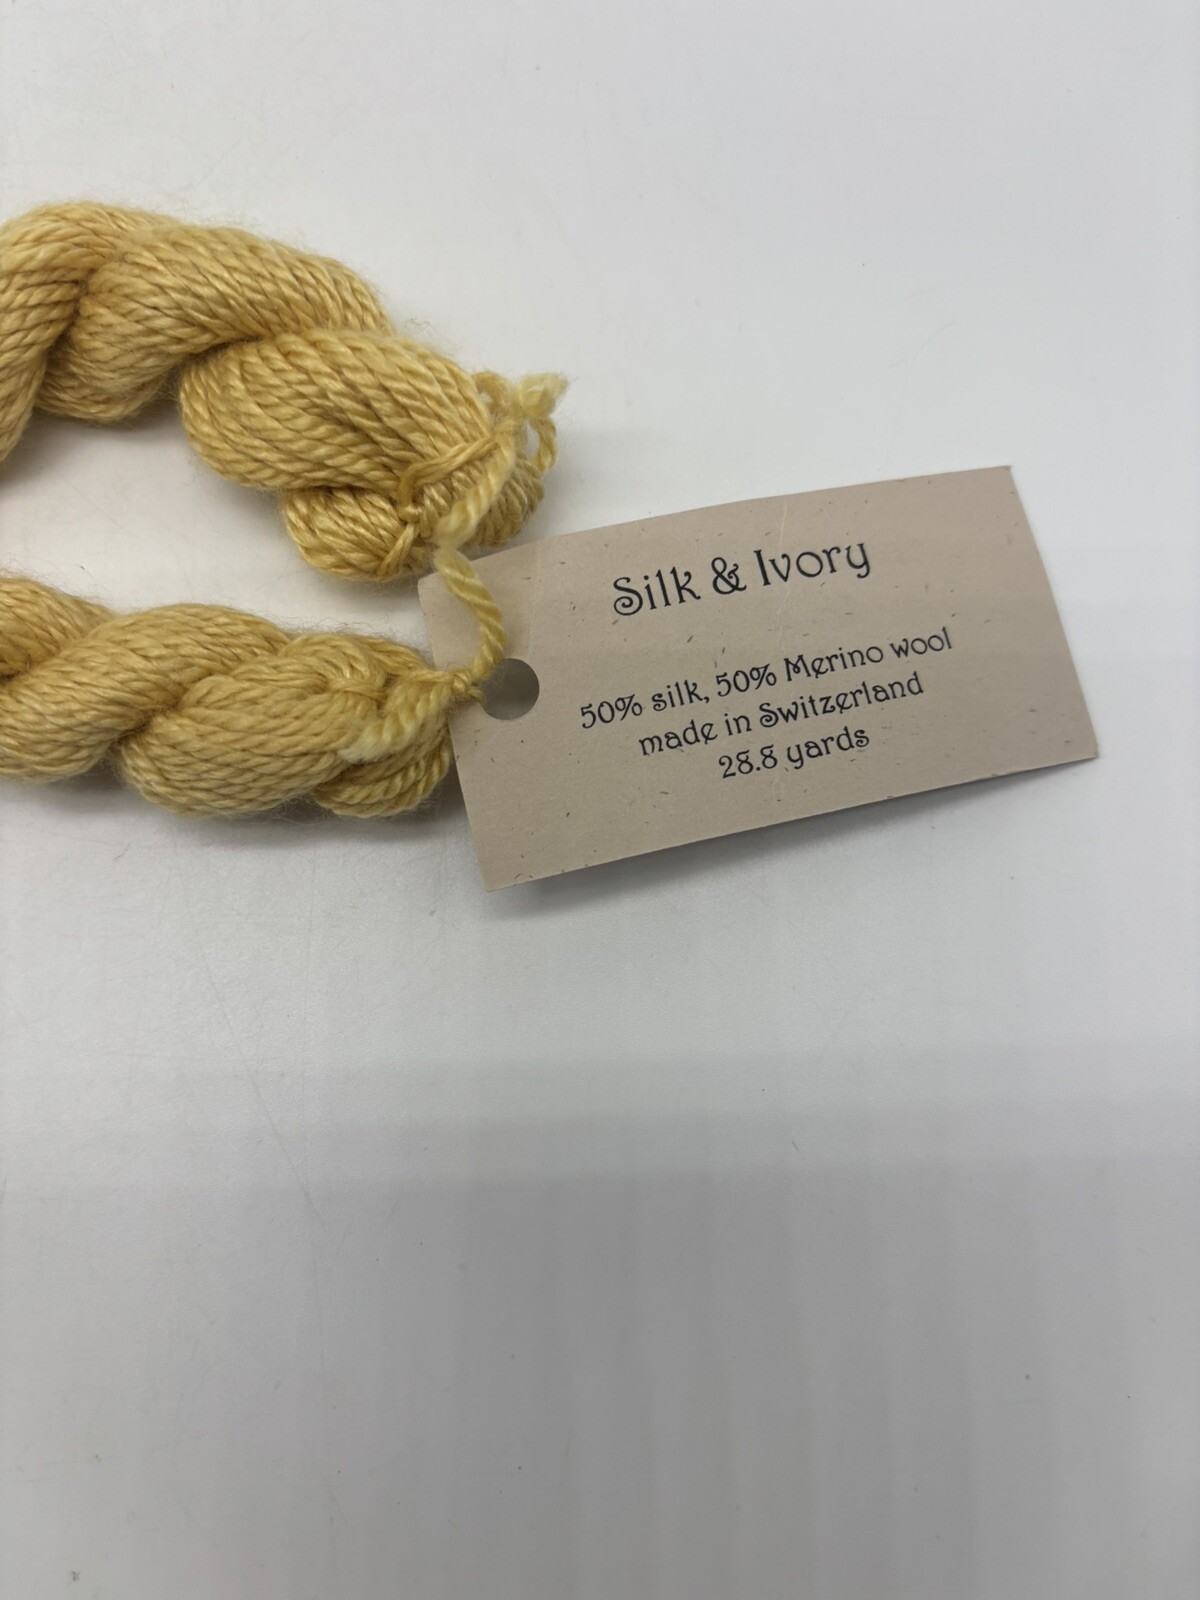 Silk & Ivory
50% silk, 50% Merino wool
made in Switzerland
28.8 yards